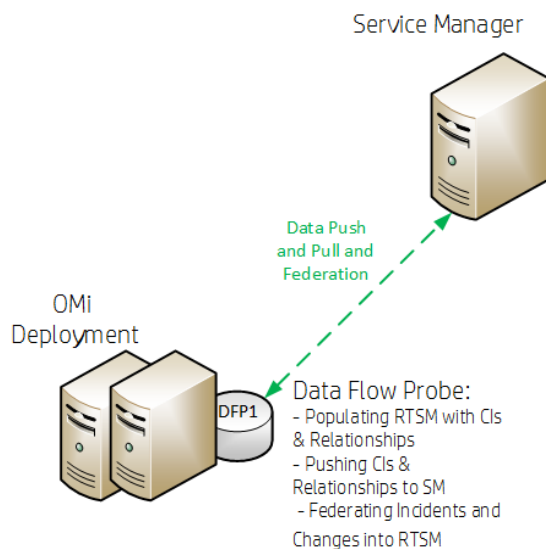 Service Manager
Data Push
and Pull and
Federation
OMi
Deployment
DFP1
Data Flow Probe:
- Populating RTSM with CIs
& Relationships
- Pushing CIs &
Relationships to SM
- Federating Incidents and
Changes into RTSM